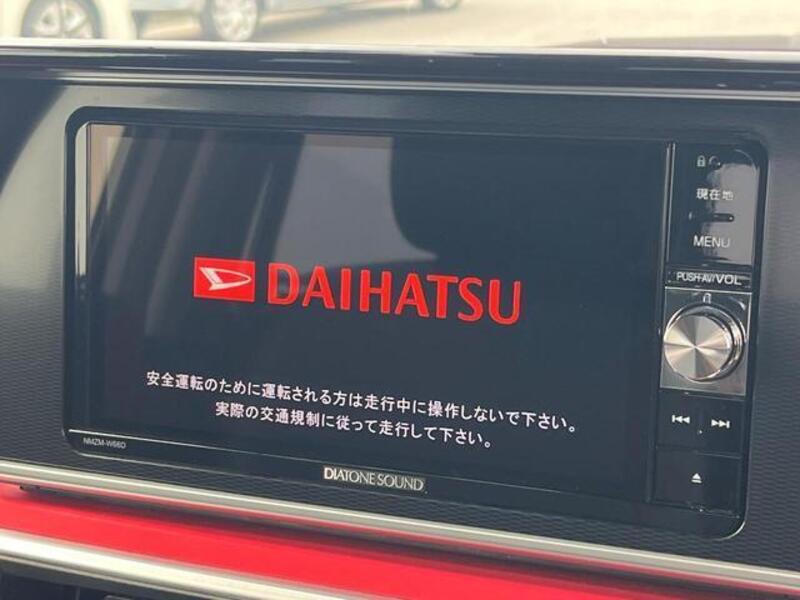 現在地
MENU
PUSH-AV/VOL
DAIHATSU
安全運転のために運転される方は走行中に操作しないで下さい。
実際の交通規制に従って走行して下さい。
NMZM-W66D
DIATONE SOUND